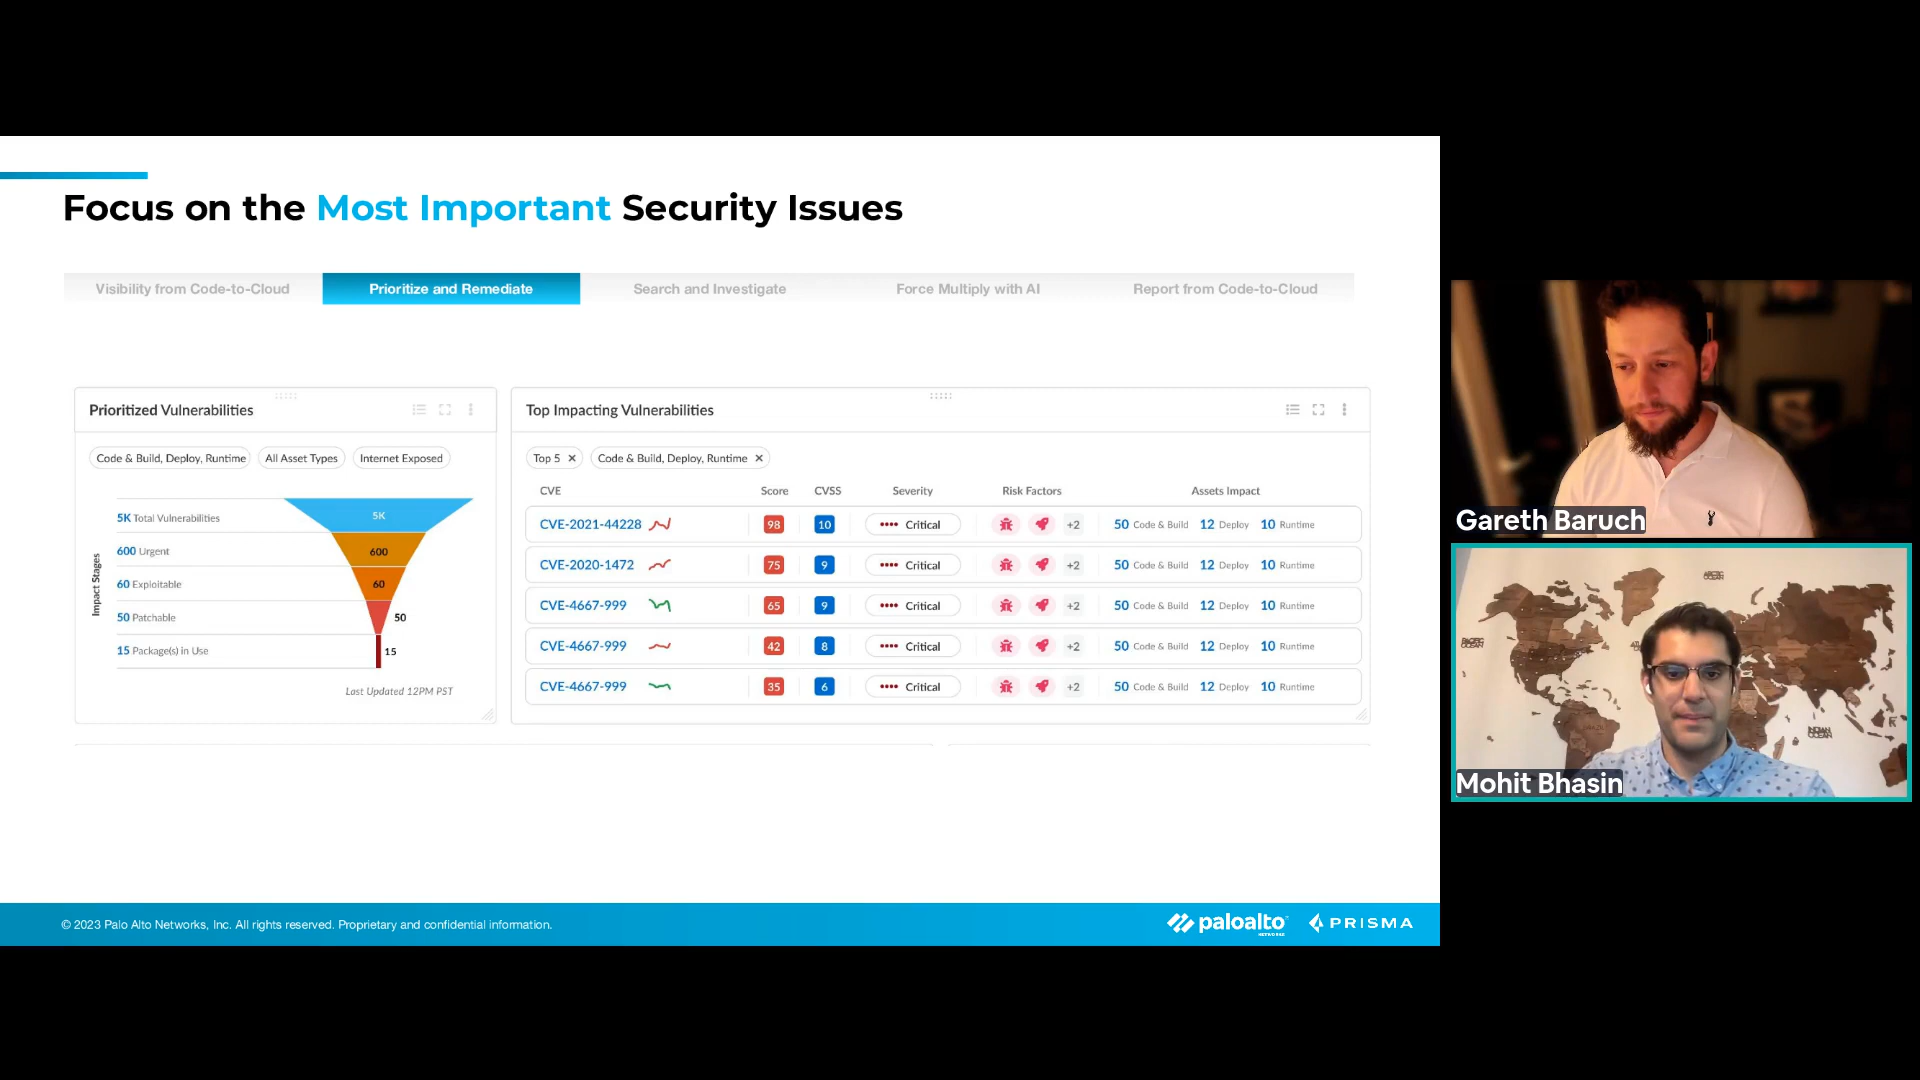 Focus on the Most Important Security Issues
Visibility from Code-to-Cloud
Prioritize and Remediate
Search and Investigate
Force Multiply with AI
Report from Code-to-Cloud
Prioritized Vulnerabilities
Code & Build, Deploy, Runtime
All Asset Types
Internet Exposed
Impact Stages
5K Total Vulnerabilities
5K
600 Urgent
600
60 Exploitable
60
50 Patchable
50
15 Package(s) in Use
15
Last Updated 12PM PST
Top Impacting Vulnerabilities
Top 5 ×
Code & Build, Deploy, Runtime ×
CVE Score CVSS Severity Risk Factors Assets Impact
CVE-2021-44228 98 10 Critical +2 50 Code & Build 12 Deploy 10 Runtime
CVE-2020-1472 75 9 Critical +2 50 Code & Build 12 Deploy 10 Runtime
CVE-4667-999 65 9 Critical +2 50 Code & Build 12 Deploy 10 Runtime
CVE-4667-999 42 8 Critical +2 50 Code & Build 12 Deploy 10 Runtime
CVE-4667-999 35 6 Critical +2 50 Code & Build 12 Deploy 10 Runtime
© 2023 Palo Alto Networks, Inc. All rights reserved. Proprietary and confidential information.
paloalto
NETWORKS
PRISMA
Gareth Baruch
ARCTIC
OCEAN
INDIAN
OCEAN
Mohit Bhasin